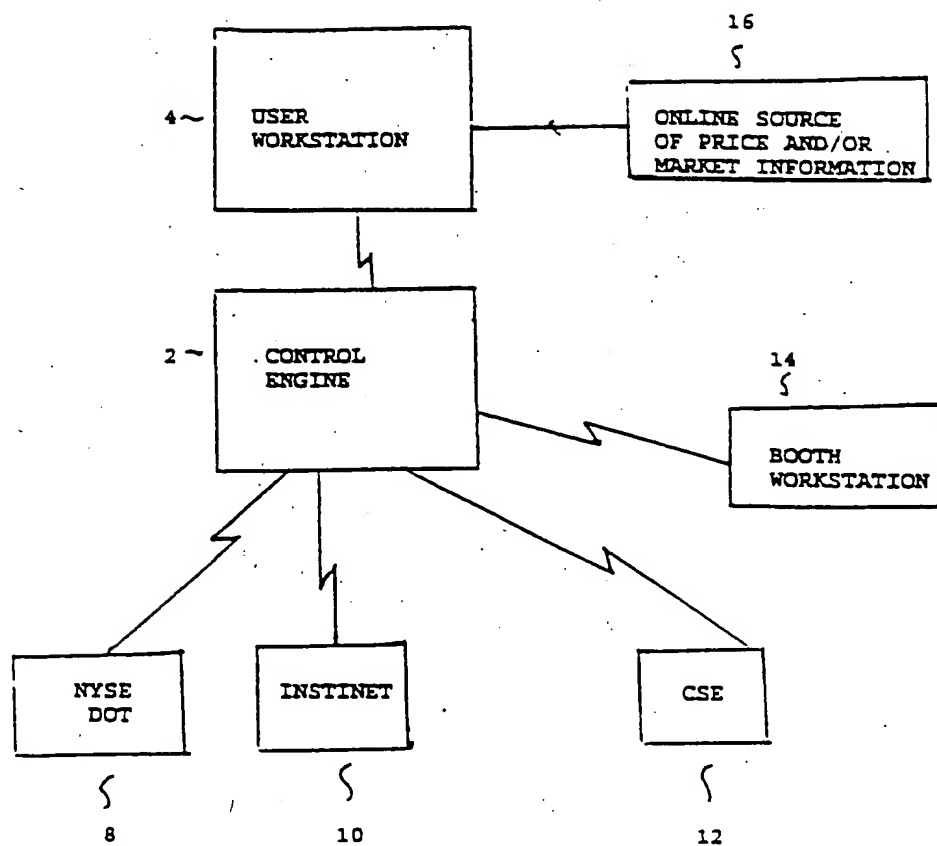 16
4
USER
WORKSTATION
ONLINE SOURCE
OF PRICE AND/OR
MARKET INFORMATION
2
CONTROL
ENGINE
14
BOOTH
WORKSTATION
NYSE
DOT
INSTINET
CSE
8
10
12